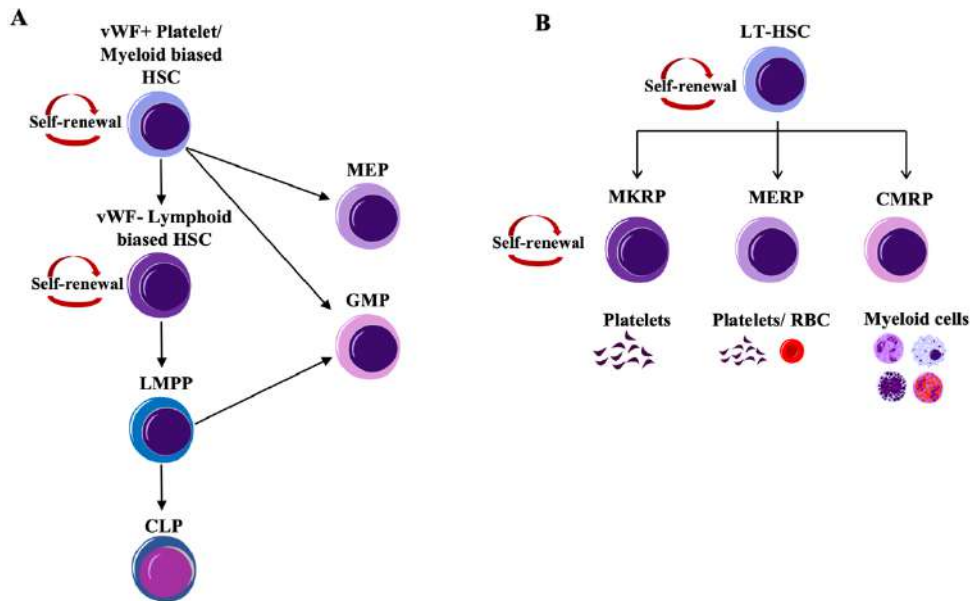 A
vWF+ Platelet/
Myeloid biased
HSC
Self-renewal
MEP
vWF- Lymphoid
biased HSC
Self-renewal
GMP
LMPP
CLP
B
LT-HSC
Self-renewal
MKRP
MERP
CMRP
Self-renewal
Platelets
Platelets/ RBC
Myeloid cells